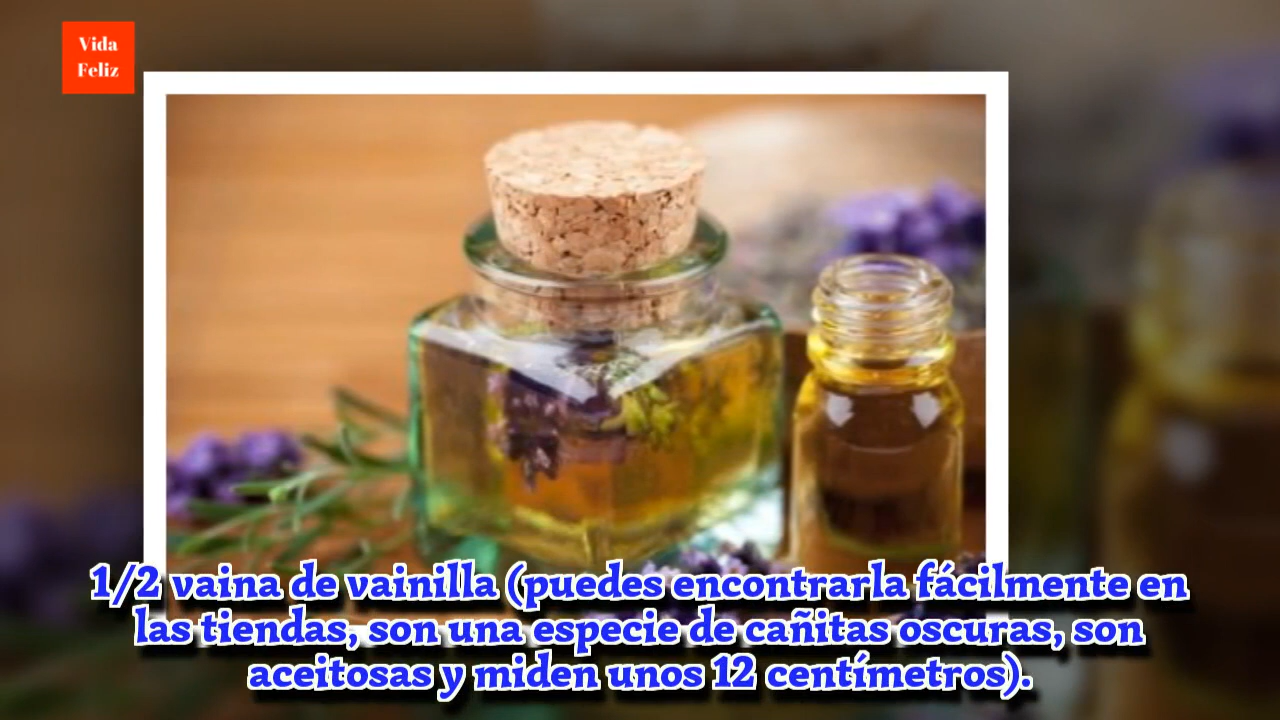 Vida
Feliz
1/2 vaina de vainilla (puedes encontrarla fácilmente en
las tiendas, son una especie de cañitas oscuras, son
aceitosas y miden unos 12 centímetros).